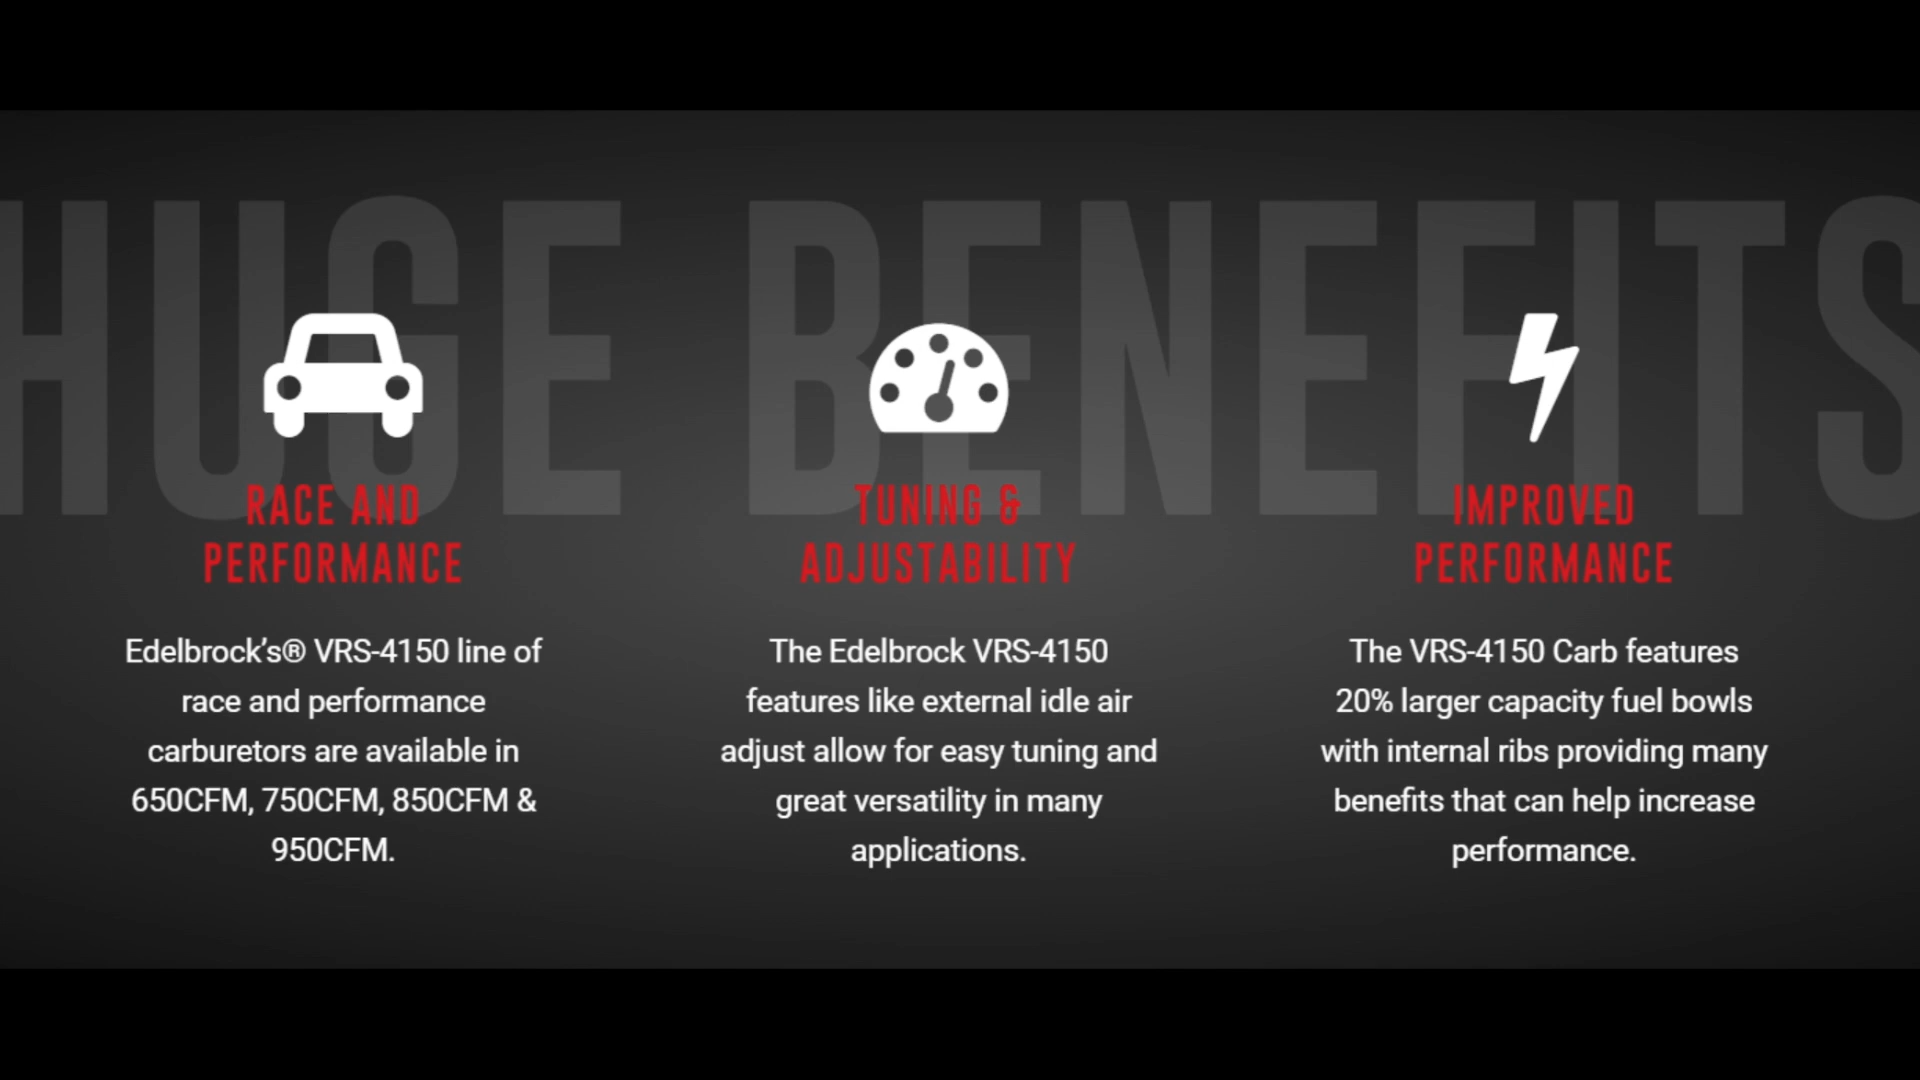 HUGE BENEFITS
RACE AND
PERFORMANCE
Edelbrock’s® VRS-4150 line of
race and performance
carburetors are available in
650CFM, 750CFM, 850CFM &
950CFM.
TUNING &
ADJUSTABILITY
The Edelbrock VRS-4150
features like external idle air
adjust allow for easy tuning and
great versatility in many
applications.
IMPROVED
PERFORMANCE
The VRS-4150 Carb features
20% larger capacity fuel bowls
with internal ribs providing many
benefits that can help increase
performance.